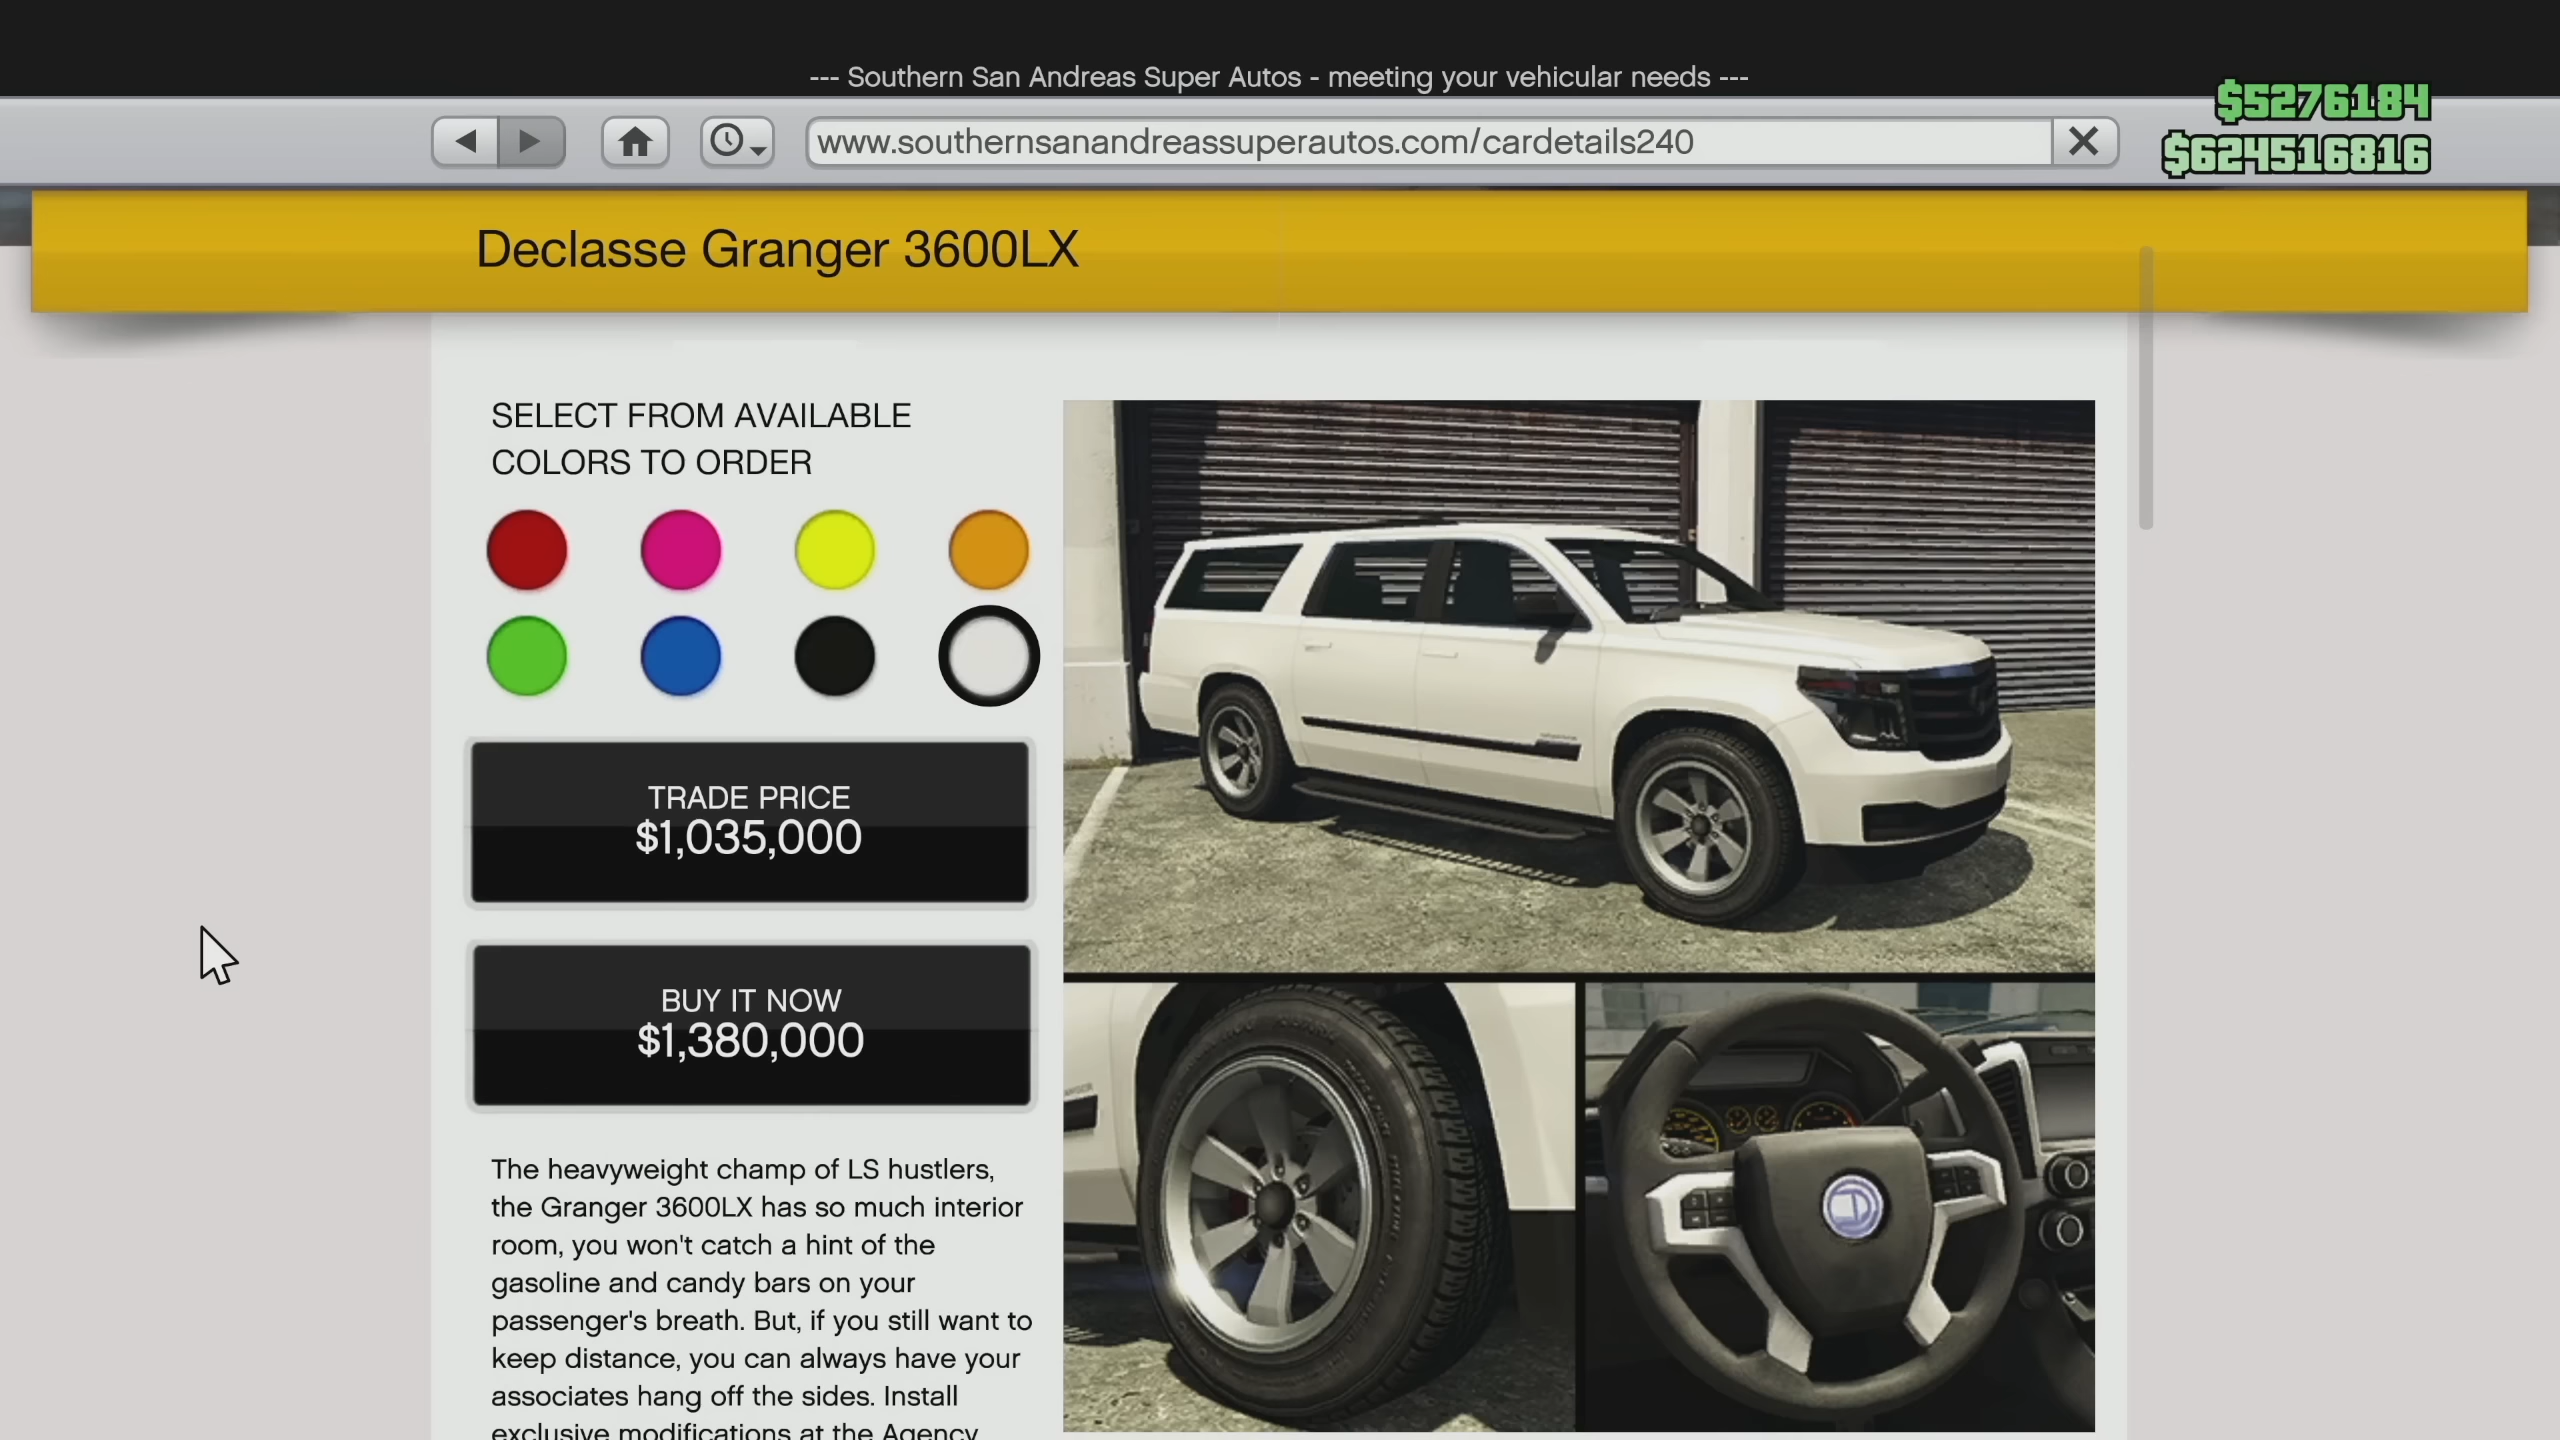 --- Southern San Andreas Super Autos - meeting your vehicular needs ---
$5276184
www.southernsanandreassuperautos.com/cardetails240
$624516816
Declasse Granger 3600LX
SELECT FROM AVAILABLE
COLORS TO ORDER
TRADE PRICE
$1,035,000
BUY IT NOW
$1,380,000
The heavyweight champ of LS hustlers,
the Granger 3600LX has so much interior
room, you won't catch a hint of the
gasoline and candy bars on your
passenger's breath. But, if you still want to
keep distance, you can always have your
associates hang off the sides. Install
exclusive modifications at the Agency